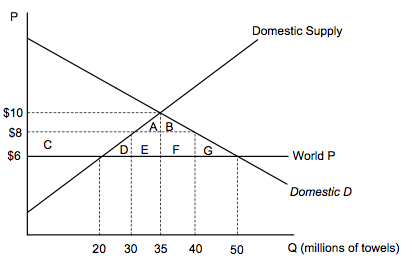 P
Domestic Supply
$10
$8
A B
C
D E F G
$6
World P
Domestic D
20 30 35 40 50 Q (millions of towels)